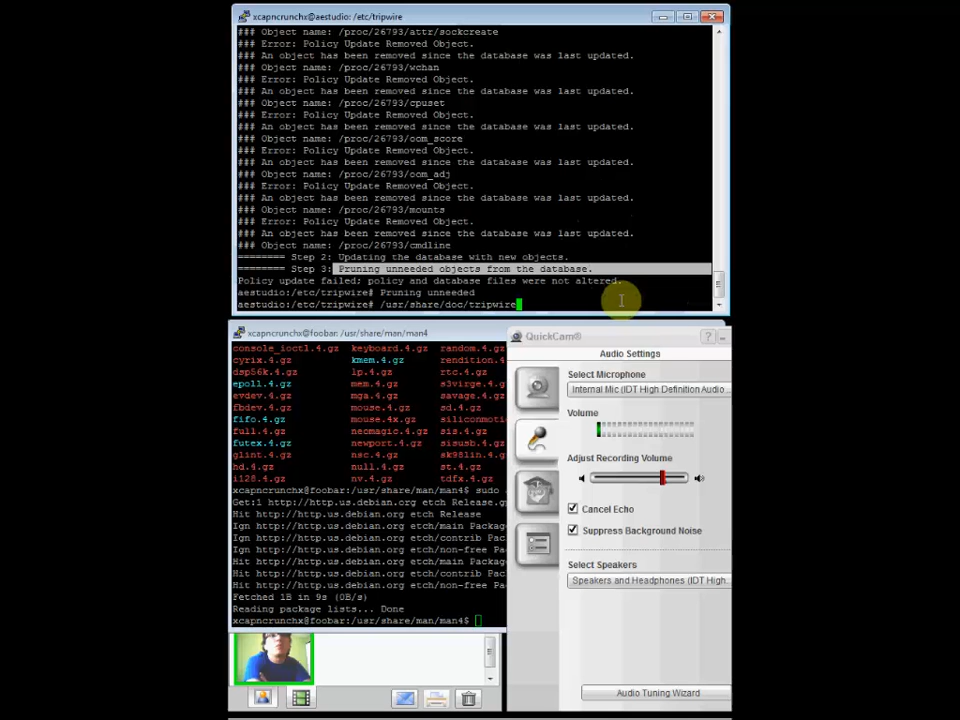 xcapncrunchx@aestudio: /etc/tripwire
### Object name: /proc/26793/attr/sockcreate
### Error: Policy Update Removed Object.
### An object has been removed since the database was last updated.
### Object name: /proc/26793/wchan
### Error: Policy Update Removed Object.
### An object has been removed since the database was last updated.
### Object name: /proc/26793/cpuset
### Error: Policy Update Removed Object.
### An object has been removed since the database was last updated.
### Object name: /proc/26793/oom_score
### Error: Policy Update Removed Object.
### An object has been removed since the database was last updated.
### Object name: /proc/26793/oom_adj
### Error: Policy Update Removed Object.
### An object has been removed since the database was last updated.
### Object name: /proc/26793/mounts
### Error: Policy Update Removed Object.
### An object has been removed since the database was last updated.
### Object name: /proc/26793/cmdline
======== Step 2: Updating the database with new objects.
======== Step 3: Pruning unneeded objects from the database.
Policy update failed; policy and database files were not altered.
aestudio:/etc/tripwire# Pruning unneeded
aestudio:/etc/tripwire# /usr/share/doc/tripwire
xcapncrunchx@foobar: /usr/share/man/man4
console_ioctl.4.gz keyboard.4.gz random.4.gz
cyrix.4.gz kmem.4.gz rendition.4.gz
dsp56k.4.gz lp.4.gz rtc.4.gz
epoll.4.gz mem.4.gz s3virge.4.gz
evdev.4.gz mga.4.gz savage.4.gz
fbdev.4.gz mouse.4.gz sd.4.gz
fifo.4.gz mouse.4x.gz siliconmoti
full.4.gz neomagic.4.gz sis.4.gz
futex.4.gz newport.4.gz sisusb.4.gz
glint.4.gz nsc.4.gz sk98lin.4.gz
hd.4.gz null.4.gz st.4.gz
i128.4.gz nv.4.gz tdfx.4.gz
xcapncrunchx@foobar:/usr/share/man/man4$ sudo
Get:1 http://http.us.debian.org etch Release.g
Hit http://http.us.debian.org etch Release
Ign http://http.us.debian.org etch/main Package
Ign http://http.us.debian.org etch/contrib Pac
Ign http://http.us.debian.org etch/non-free Pa
Hit http://http.us.debian.org etch/main Packag
Hit http://http.us.debian.org etch/contrib Pac
Hit http://http.us.debian.org etch/non-free Pa
Fetched 1B in 9s (0B/s)
Reading package lists... Done
xcapncrunchx@foobar:/usr/share/man/man4$
QuickCam®
?
Audio Settings
Select Microphone
Internal Mic (IDT High Definition Audio ...
Volume
Adjust Recording Volume
Cancel Echo
Suppress Background Noise
Select Speakers
Speakers and Headphones (IDT High
Audio Tuning Wizard